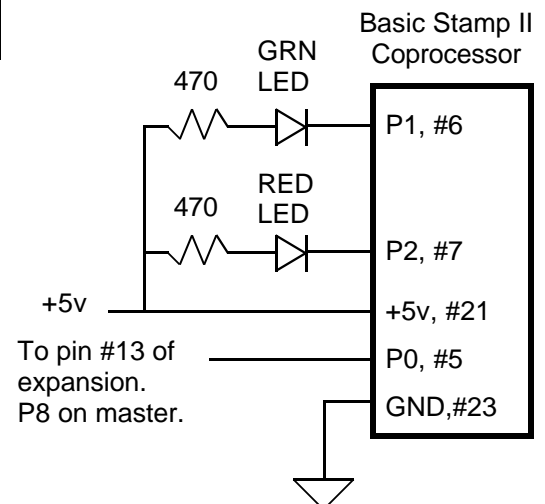 Basic Stamp II
Coprocessor
GRN
LED
470
P1, #6
RED
LED
470
P2, #7
+5v
+5v, #21
To pin #13 of
expansion.
P8 on master.
P0, #5
GND,#23